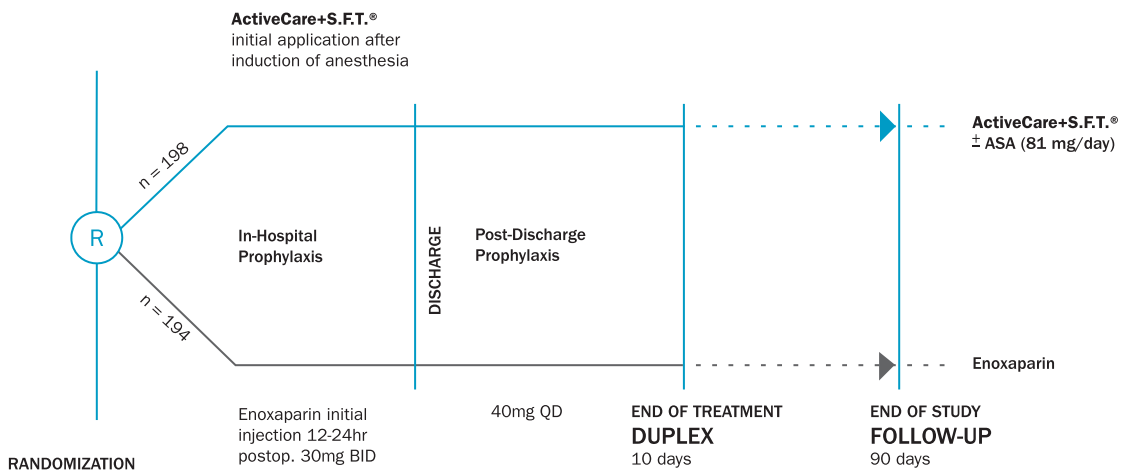 ActiveCare+S.F.T.®
initial application after
induction of anesthesia
n = 198
ActiveCare+S.F.T.®
± ASA (81 mg/day)
R
In-Hospital
Prophylaxis
DISCHARGE
Post-Discharge
Prophylaxis
n = 194
Enoxaparin
Enoxaparin initial
injection 12-24hr
postop. 30mg BID
40mg QD
END OF TREATMENT
DUPLEX
10 days
END OF STUDY
FOLLOW-UP
90 days
RANDOMIZATION